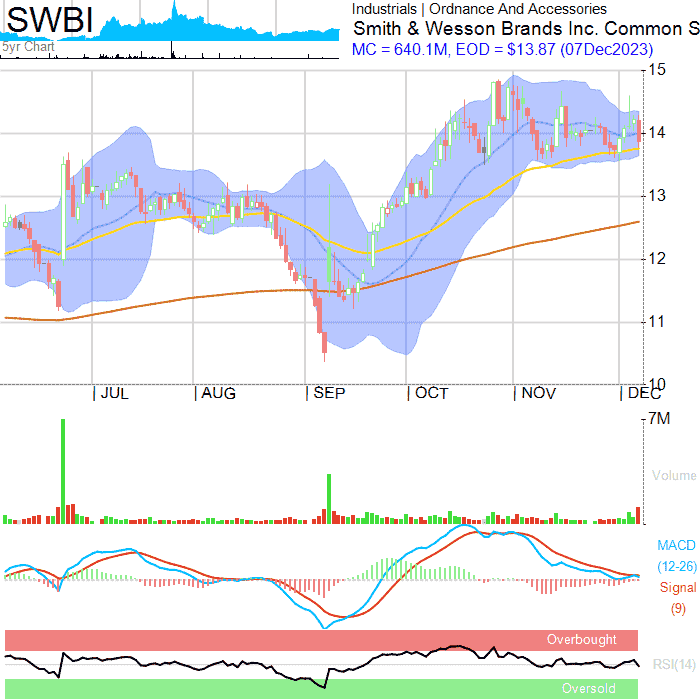 SWBI
5yr Chart
Industrials | Ordnance And Accessories
Smith & Wesson Brands Inc. Common S
MC = 640.1M, EOD = $13.87 (07Dec2023)
15
14
13
12
11
10
| JUL | AUG | SEP | OCT | NOV | DEC
7M
Volume
MACD
(12-26)
Signal
(9)
Overbought
RSI(14)
Oversold